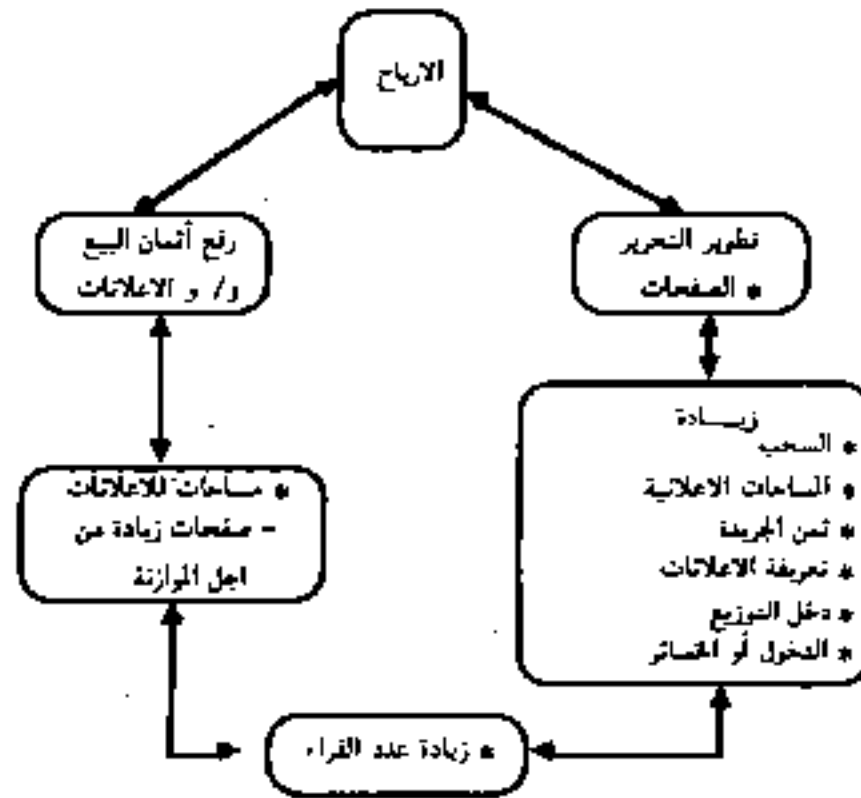 الارباح
تطوير التحرير
* الصفحات
رفع أثمان البيع
و/ و الاعلانات
زيـــادة
* السحب
* المساحات الاعلانية
* ثمن الجريدة
* تعريفة الاعلانات
* دخل التوزيع
* الدخول أو الخسائر
* مساحات للاعلانات
- صفحات زيادة من
اجل الموازنة
* زيادة عدد القراء